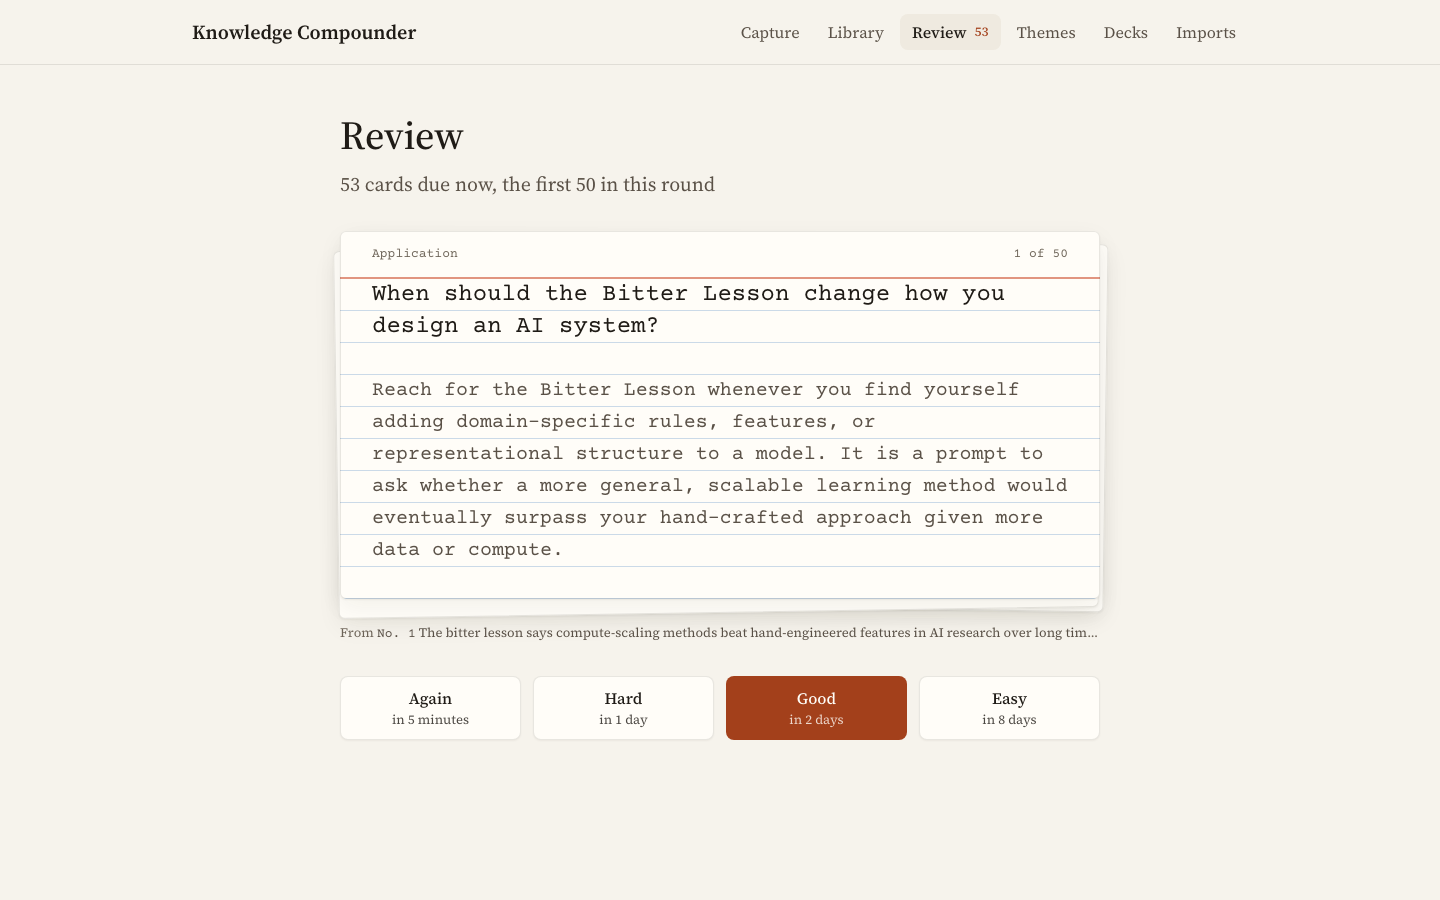 Knowledge Compounder
Capture Library Review 53 Themes Decks Imports
Review
53 cards due now, the first 50 in this round
Application 1 of 50
When should the Bitter Lesson change how you
design an AI system?
Reach for the Bitter Lesson whenever you find yourself
adding domain-specific rules, features, or
representational structure to a model. It is a prompt to
ask whether a more general, scalable learning method would
eventually surpass your hand-crafted approach given more
data or compute.
From No. 1 The bitter lesson says compute-scaling methods beat hand-engineered features in AI research over long tim...
Again Hard Good Easy
in 5 minutes in 1 day in 2 days in 8 days